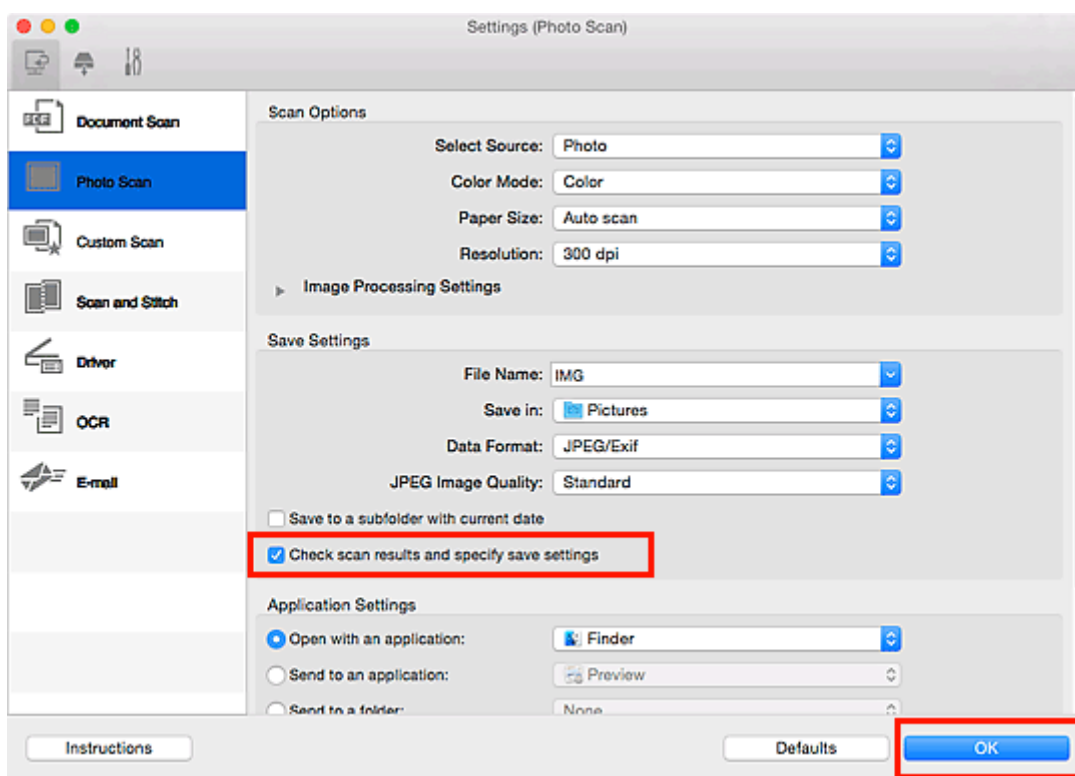 Settings (Photo Scan)
Document Scan
Photo Scan
Custom Scan
Scan and Stitch
Driver
OCR
E-mail
Scan Options
Select Source: Photo
Color Mode: Color
Paper Size: Auto scan
Resolution: 300 dpi
Image Processing Settings
Save Settings
File Name: IMG
Save in: Pictures
Data Format: JPEG/Exif
JPEG Image Quality: Standard
Save to a subfolder with current date
Check scan results and specify save settings
Application Settings
Open with an application: Finder
Send to an application: Preview
Send to a folder: None
Instructions Defaults OK